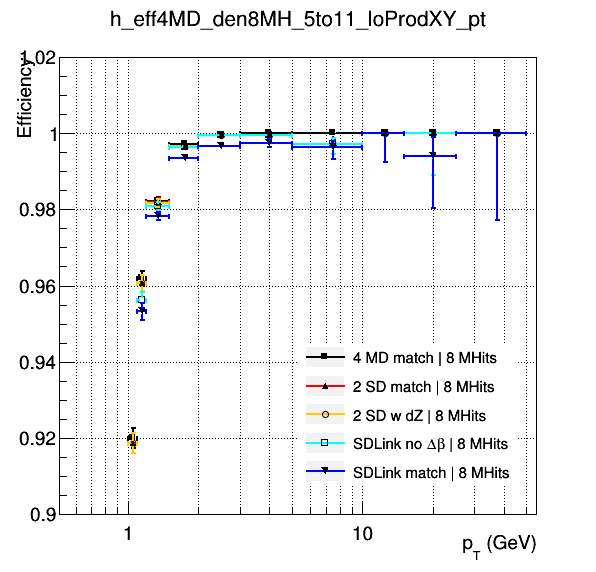 h_eff4MD_den8MH_5to11_loProdXY_pt
Efficiency
1.02
1
0.98
0.96
0.94
0.92
0.9
4 MD match | 8 MHits
2 SD match | 8 MHits
2 SD w dZ | 8 MHits
SDLink no Δβ | 8 MHits
SDLink match | 8 MHits
1
10
p_T (GeV)